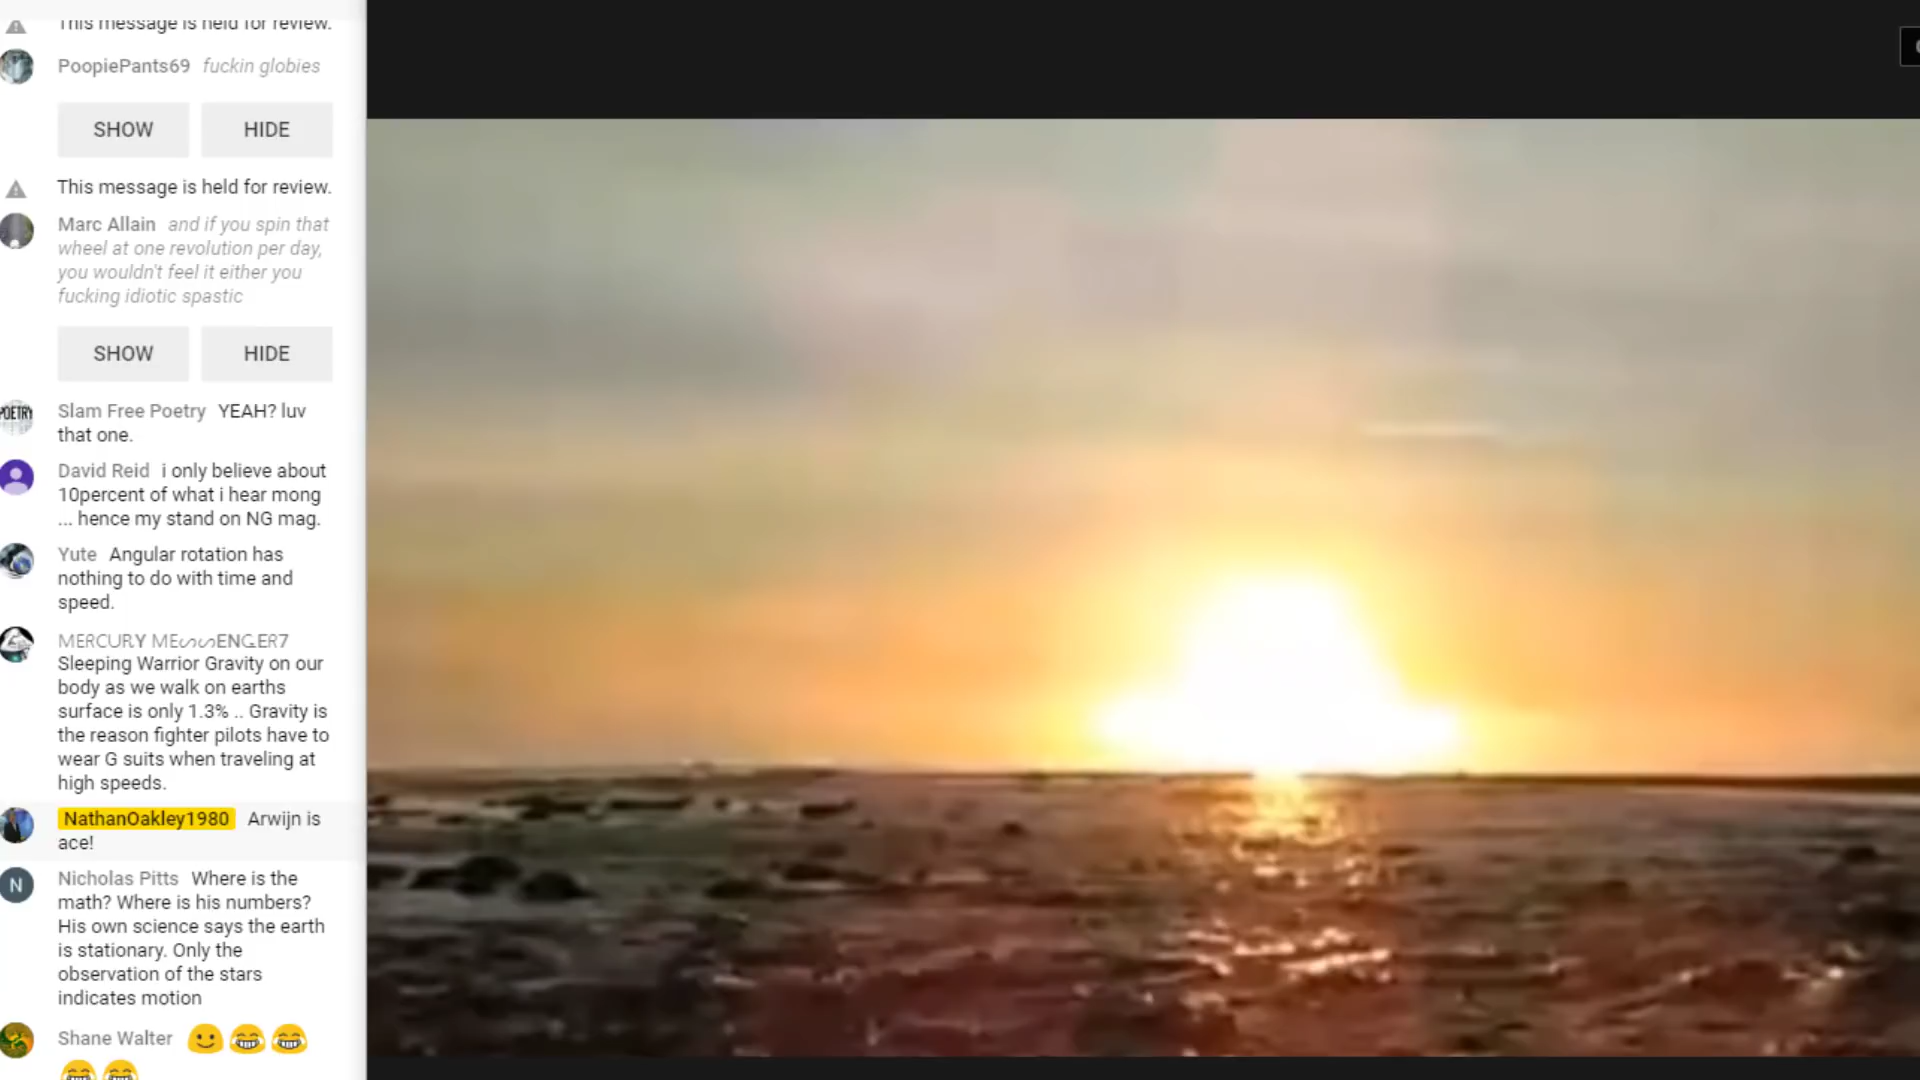 This message is held for review.
PoopiePants69 fuckin globies
SHOW HIDE
This message is held for review.
Marc Allain and if you spin that
wheel at one revolution per day,
you wouldn't feel it either you
fucking idiotic spastic
SHOW HIDE
POETRY
Slam Free Poetry YEAH? luv
that one.
David Reid i only believe about
10percent of what i hear mong
... hence my stand on NG mag.
Yute Angular rotation has
nothing to do with time and
speed.
MERCURY MEᔕᔕENGER7
Sleeping Warrior Gravity on our
body as we walk on earths
surface is only 1.3% .. Gravity is
the reason fighter pilots have to
wear G suits when traveling at
high speeds.
NathanOakley1980 Arwijn is
ace!
N
Nicholas Pitts Where is the
math? Where is his numbers?
His own science says the earth
is stationary. Only the
observation of the stars
indicates motion
Shane Walter 🙂😂😂
😂😂